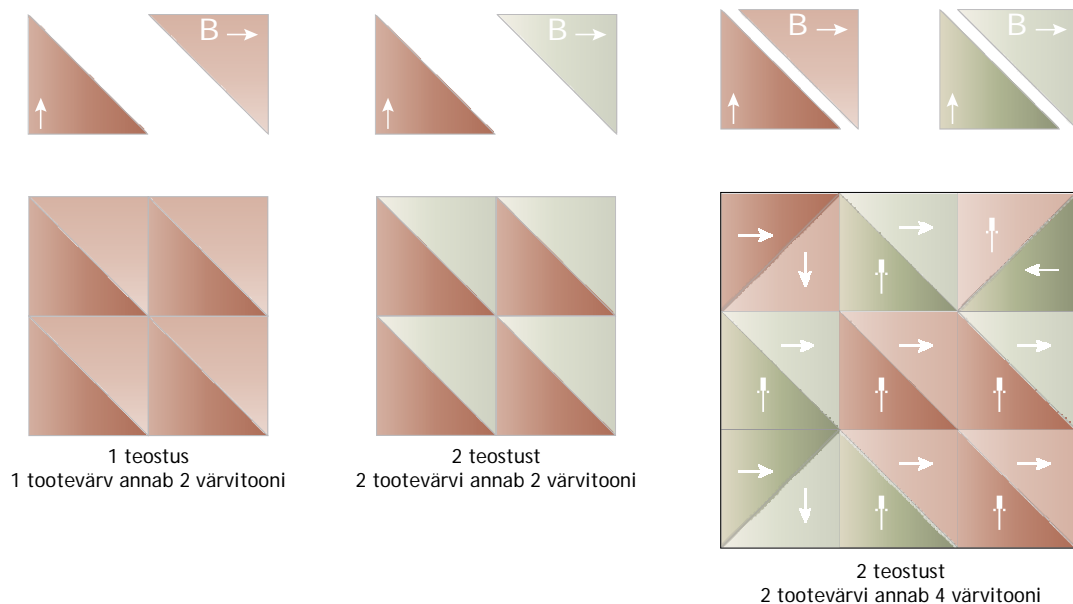 B
B
B
B
1 teostus
1 tootevärv annab 2 värvitooni
2 teostust
2 tootevärvi annab 2 värvitooni
2 teostust
2 tootevärvi annab 4 värvitooni